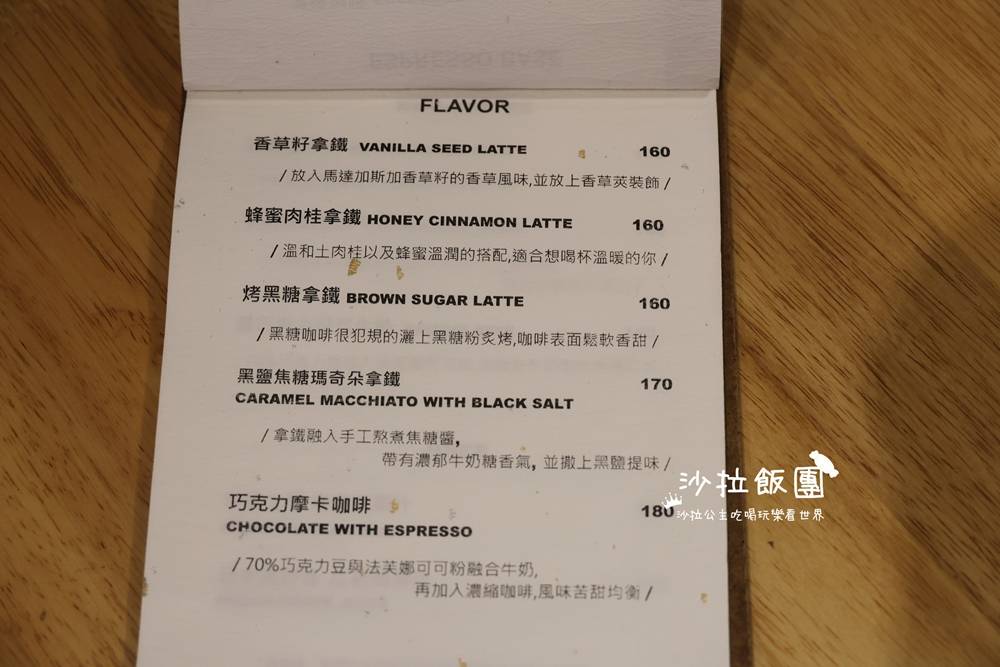 ESPRESSO BASE
FLAVOR
香草籽拿鐵 VANILLA SEED LATTE 160
/ 放入馬達加斯加香草籽的香草風味,並放上香草莢裝飾 /
蜂蜜肉桂拿鐵 HONEY CINNAMON LATTE 160
/ 溫和土肉桂以及蜂蜜溫潤的搭配,適合想喝杯溫暖的你 /
烤黑糖拿鐵 BROWN SUGAR LATTE 160
/ 黑糖咖啡很犯規的灑上黑糖粉炙烤,咖啡表面鬆軟香甜 /
黑鹽焦糖瑪奇朵拿鐵 170
CARAMEL MACCHIATO WITH BLACK SALT
/ 拿鐵融入手工熬煮焦糖醬,
帶有濃郁牛奶糖香氣, 並撒上黑鹽提味 /
巧克力摩卡咖啡 180
CHOCOLATE WITH ESPRESSO
/ 70%巧克力豆與法芙娜可可粉融合牛奶,
再加入濃縮咖啡,風味苦甜均衡 /
沙拉飯團
沙拉公主吃喝玩樂看世界